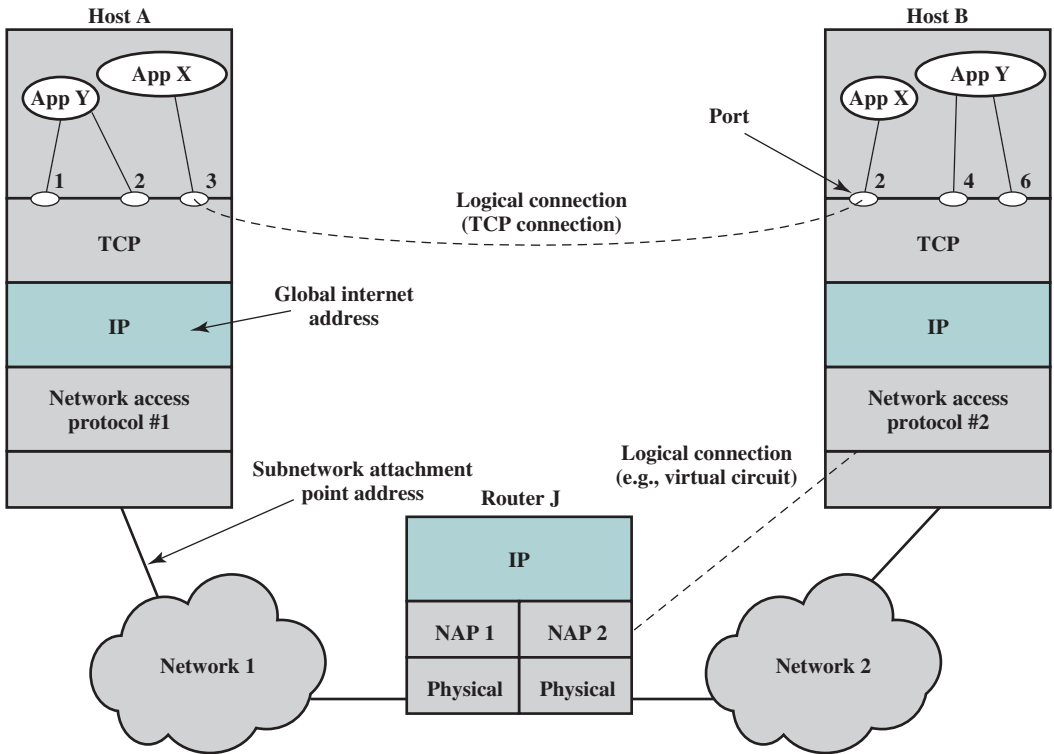 Host A
Host B
App X
App Y
App Y
App X
Port
1
2
3
2
4
6
Logical connection
(TCP connection)
TCP
TCP
Global internet
address
IP
IP
Network access
protocol #1
Network access
protocol #2
Logical connection
(e.g., virtual circuit)
Subnetwork attachment
point address
Router J
IP
NAP 1
NAP 2
Network 1
Network 2
Physical
Physical